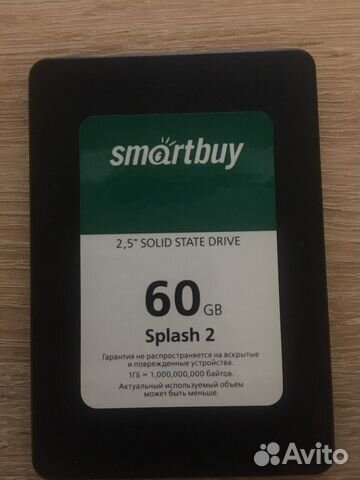 smartbuy
2,5" SOLID STATE DRIVE
60 GB
Splash 2
Гарантия не распространяется на вскрытые
и поврежденные устройства.
1ГБ = 1,000,000,000 байтов.
Актуальный используемый объем
может быть меньше.
Avito